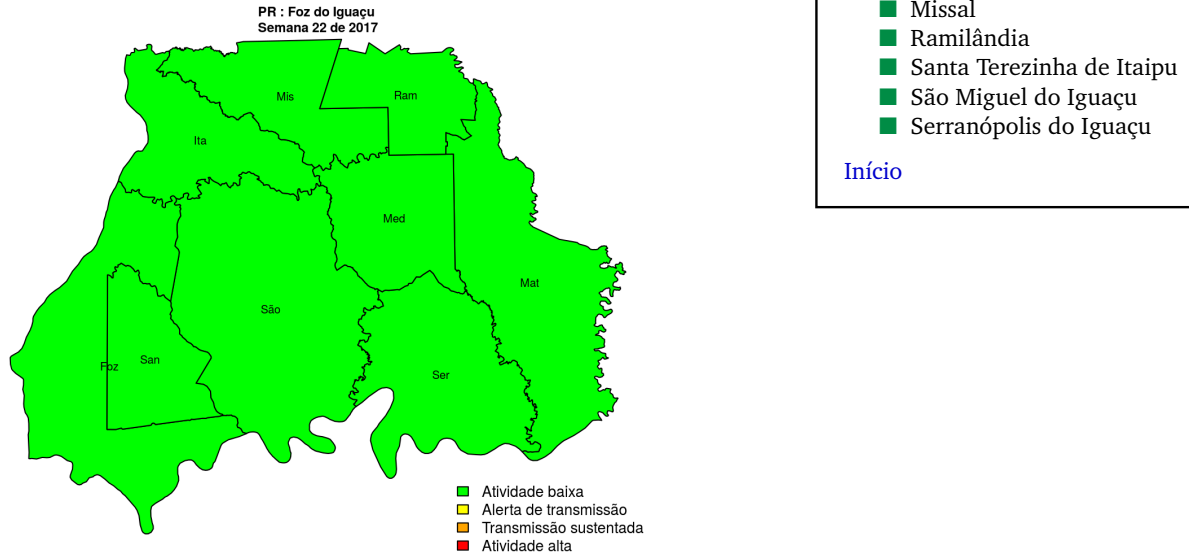 PR : Foz do Iguaçu
Semana 22 de 2017
Mis
Ram
Ita
Med
Mat
São
Foz
San
Ser
Atividade baixa
Alerta de transmissão
Transmissão sustentada
Atividade alta
Missal
Ramilândia
Santa Terezinha de Itaipu
São Miguel do Iguaçu
Serranópolis do Iguaçu
Início